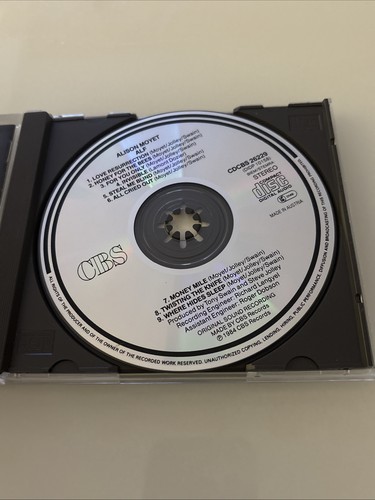 ALISON MOYET
ALF
1. LOVE RESURRECTION (Moyet/Jolley/Swain)
2. HONEY FOR THE BEES (Moyet/Jolley/Swain)
3. FOR YOU ONLY (Moyet/Jolley/Swain)
4. INVISIBLE (Lamont Dozier)
5. STEAL ME BLIND (Moyet/Jolley/Swain)
6. ALL CRIED OUT (Moyet/Jolley/Swain)
CDCBS 26229
STEREO
COMPACT
disc
DIGITAL AUDIO
MADE IN AUSTRIA
CBS
7. MONEY MILE (Moyet/Jolley/Swain)
8. TWISTING THE KNIFE (Moyet/Jolley/Swain)
9. WHERE HIDES SLEEP (Moyet/Jolley/Swain)
Produced by Tony Swain and Steve Jolley
Recording Engineer: Richard Lengyel
Assistant Engineer: Roger Dobson
ORIGINAL SOUND RECORDING
MADE BY CBS Records
℗ 1984 CBS Records
ALL RIGHTS OF THE PRODUCER AND OF THE OWNER OF THE RECORDED WORK RESERVED. UNAUTHORIZED COPYING, LENDING, HIRING, PUBLIC PERFORMANCE, DIFFUSION AND BROADCASTING OF THIS